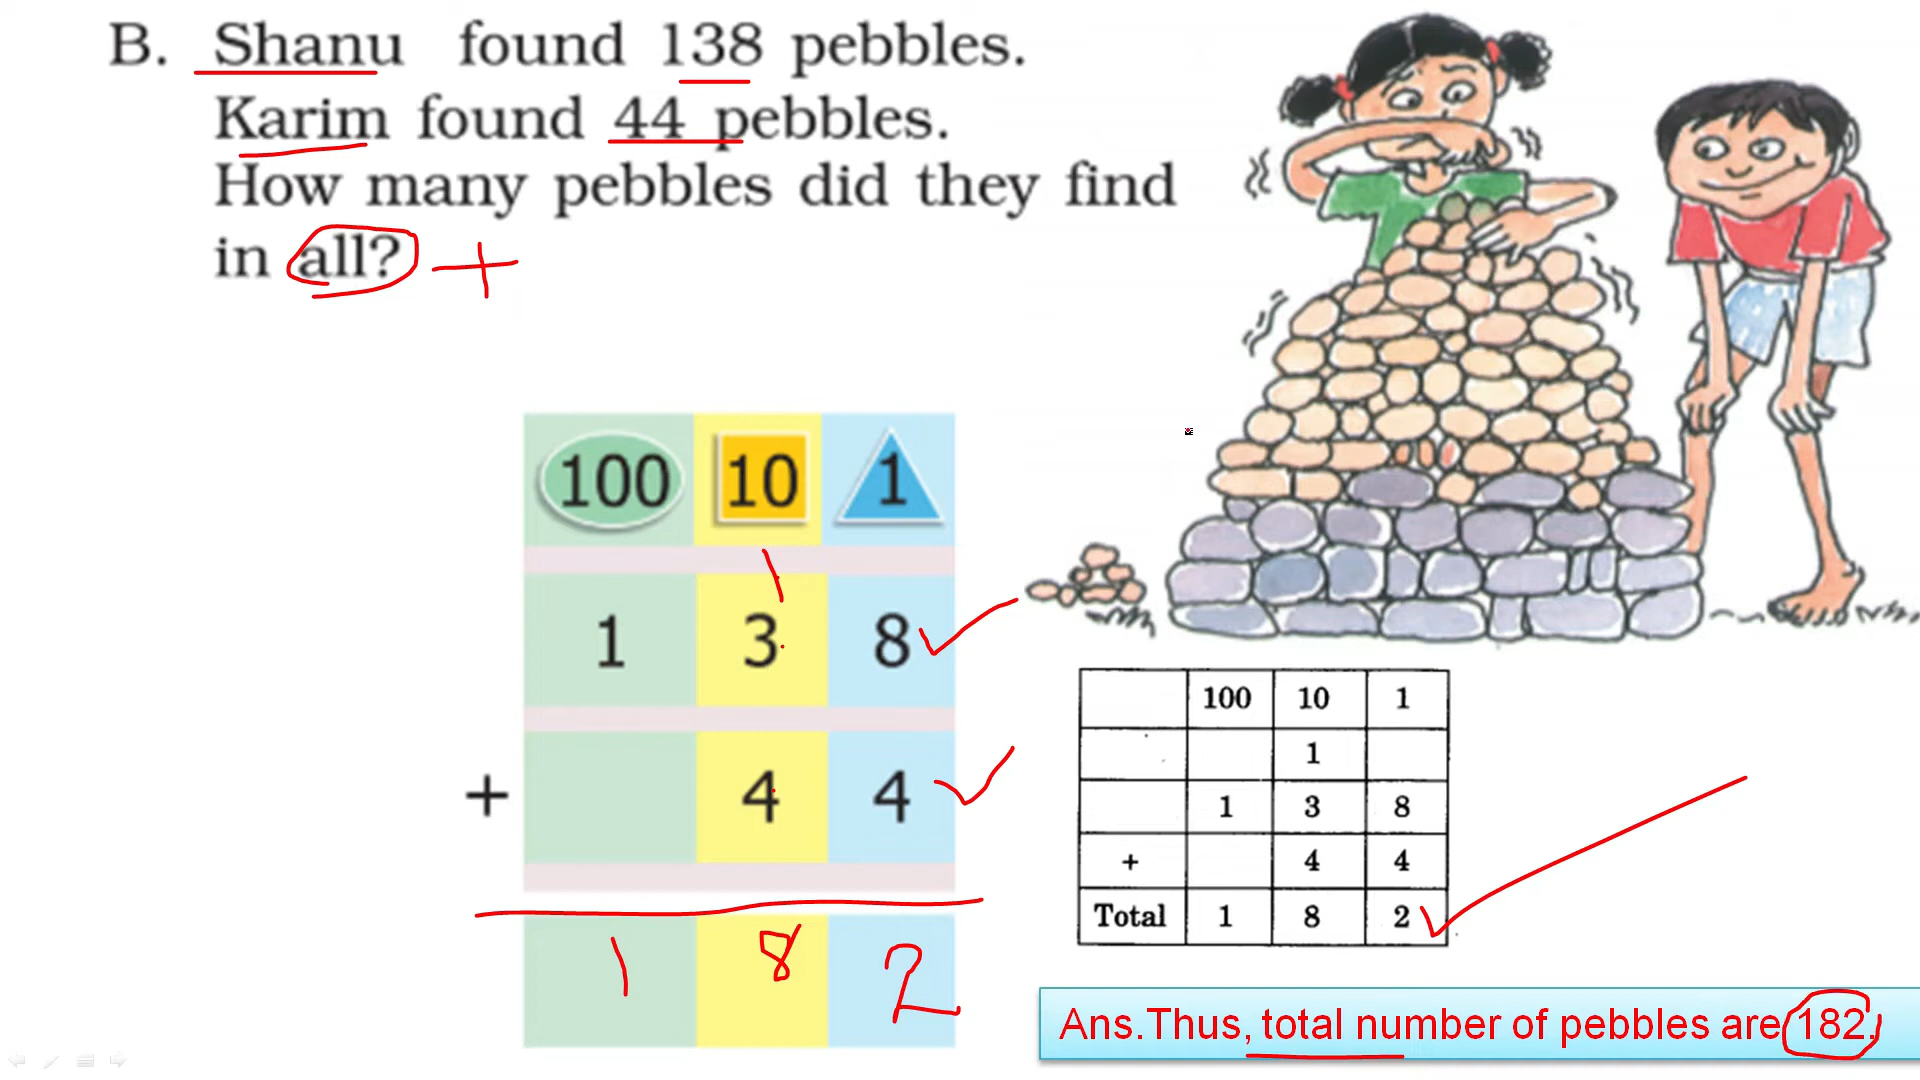 B. Shanu found 138 pebbles.
Karim found 44 pebbles.
How many pebbles did they find
in all? +
100 10 1
1
1 3 8
+ 4 4
1 8 2
100 10 1
1
1 3 8
+ 4 4
Total 1 8 2
Ans.Thus, total number of pebbles are 182.